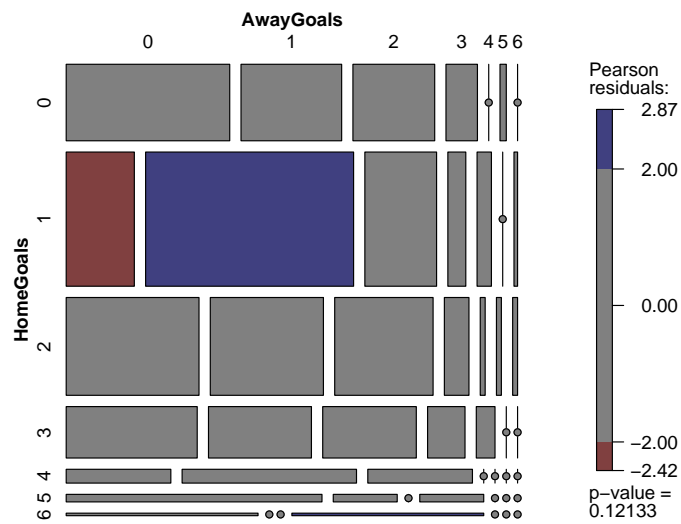 AwayGoals
0 1 2 3 4 5 6
HomeGoals
0
1
2
3
4
5
6
Pearson
residuals:
2.87
2.00
0.00
−2.00
−2.42
p-value =
0.12133